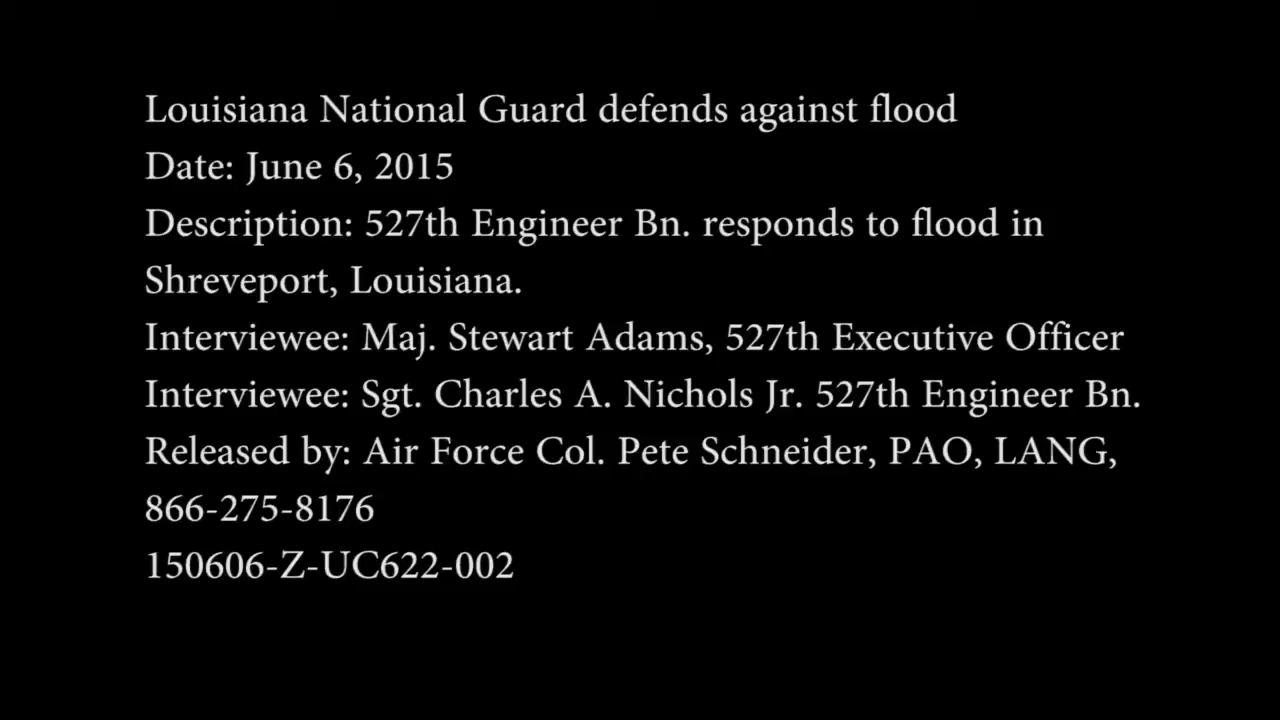 Louisiana National Guard defends against flood
Date: June 6, 2015
Description: 527th Engineer Bn. responds to flood in
Shreveport, Louisiana.
Interviewee: Maj. Stewart Adams, 527th Executive Officer
Interviewee: Sgt. Charles A. Nichols Jr. 527th Engineer Bn.
Released by: Air Force Col. Pete Schneider, PAO, LANG,
866-275-8176
150606-Z-UC622-002